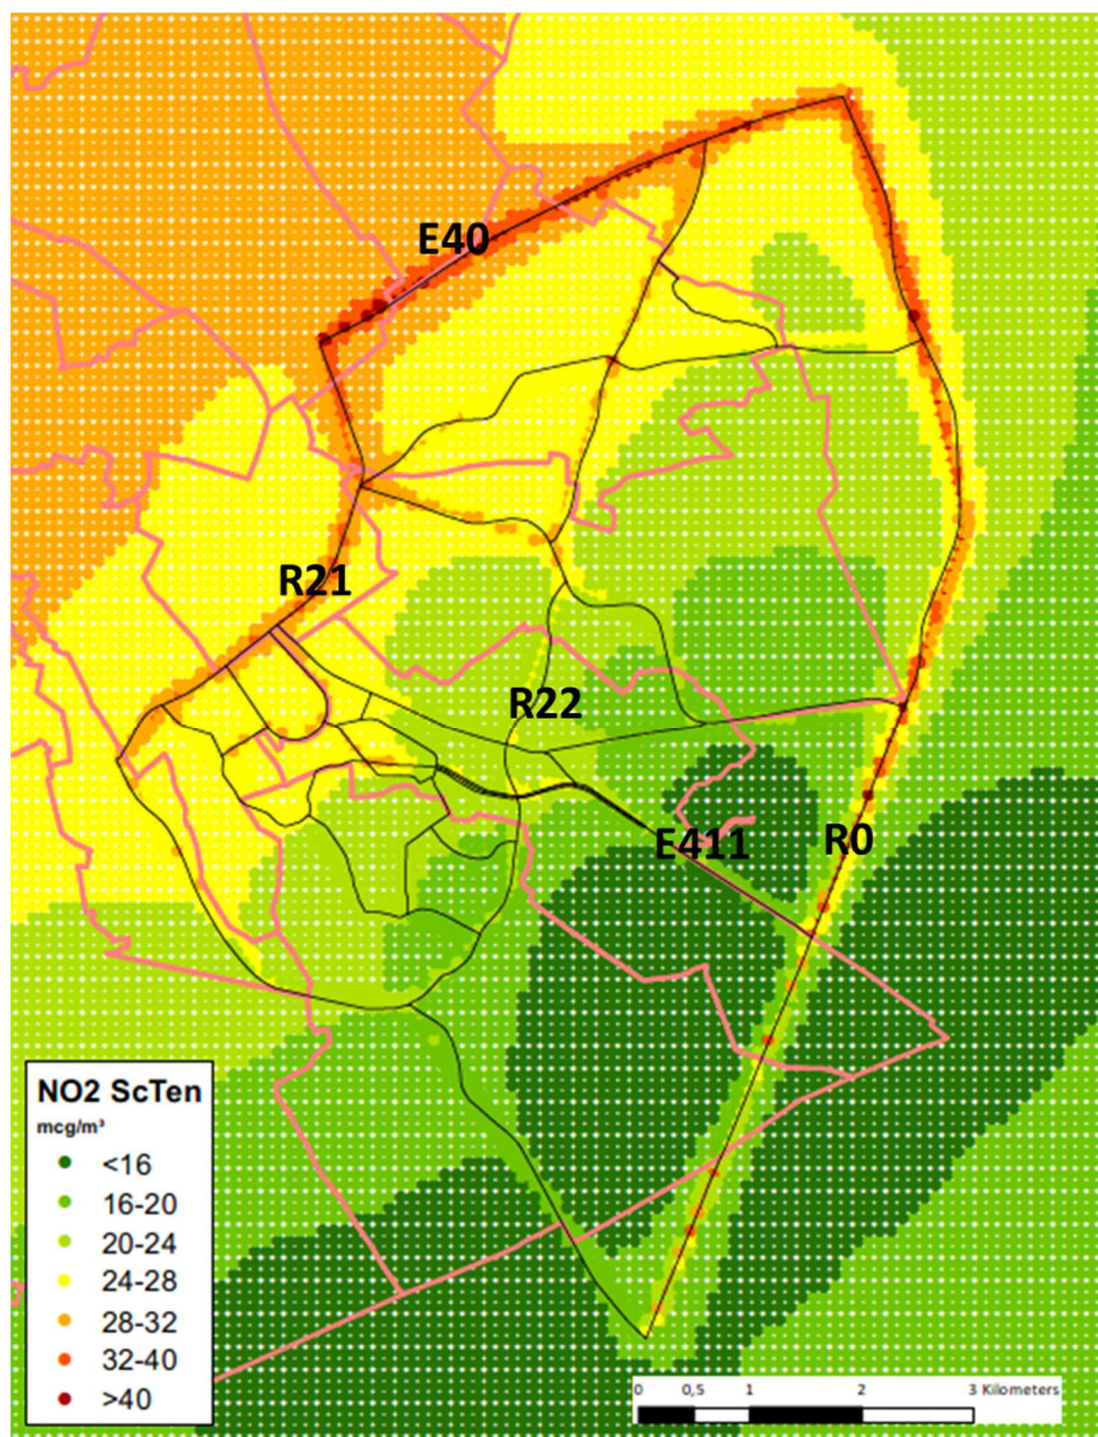 E40
R21
R22
E411
R0
NO2 ScTen
mcg/m³
<16
16-20
20-24
24-28
28-32
32-40
>40
0 0,5 1 2 3 Kilometers